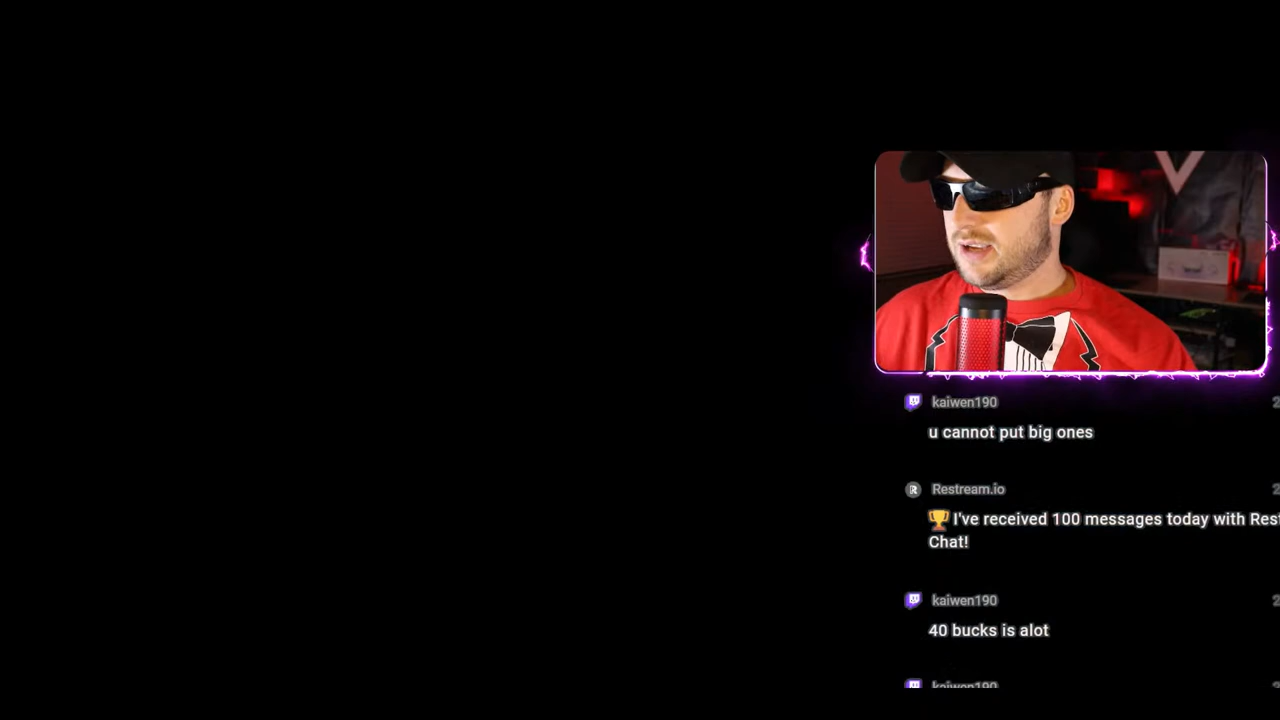 kaiwen190
u cannot put big ones
Restream.io
🏆 I've received 100 messages today with
Chat!
kaiwen190
40 bucks is alot
kaiwen190